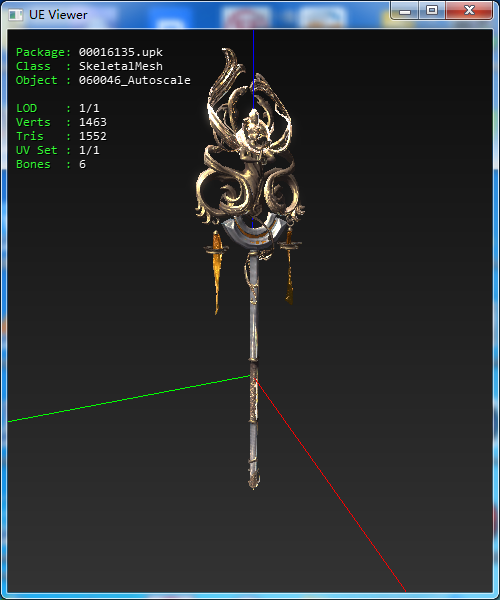 UE Viewer
Package: 00016135.upk
Class : SkeletalMesh
Object : 060046_Autoscale
LOD : 1/1
Verts : 1463
Tris : 1552
UV Set : 1/1
Bones : 6